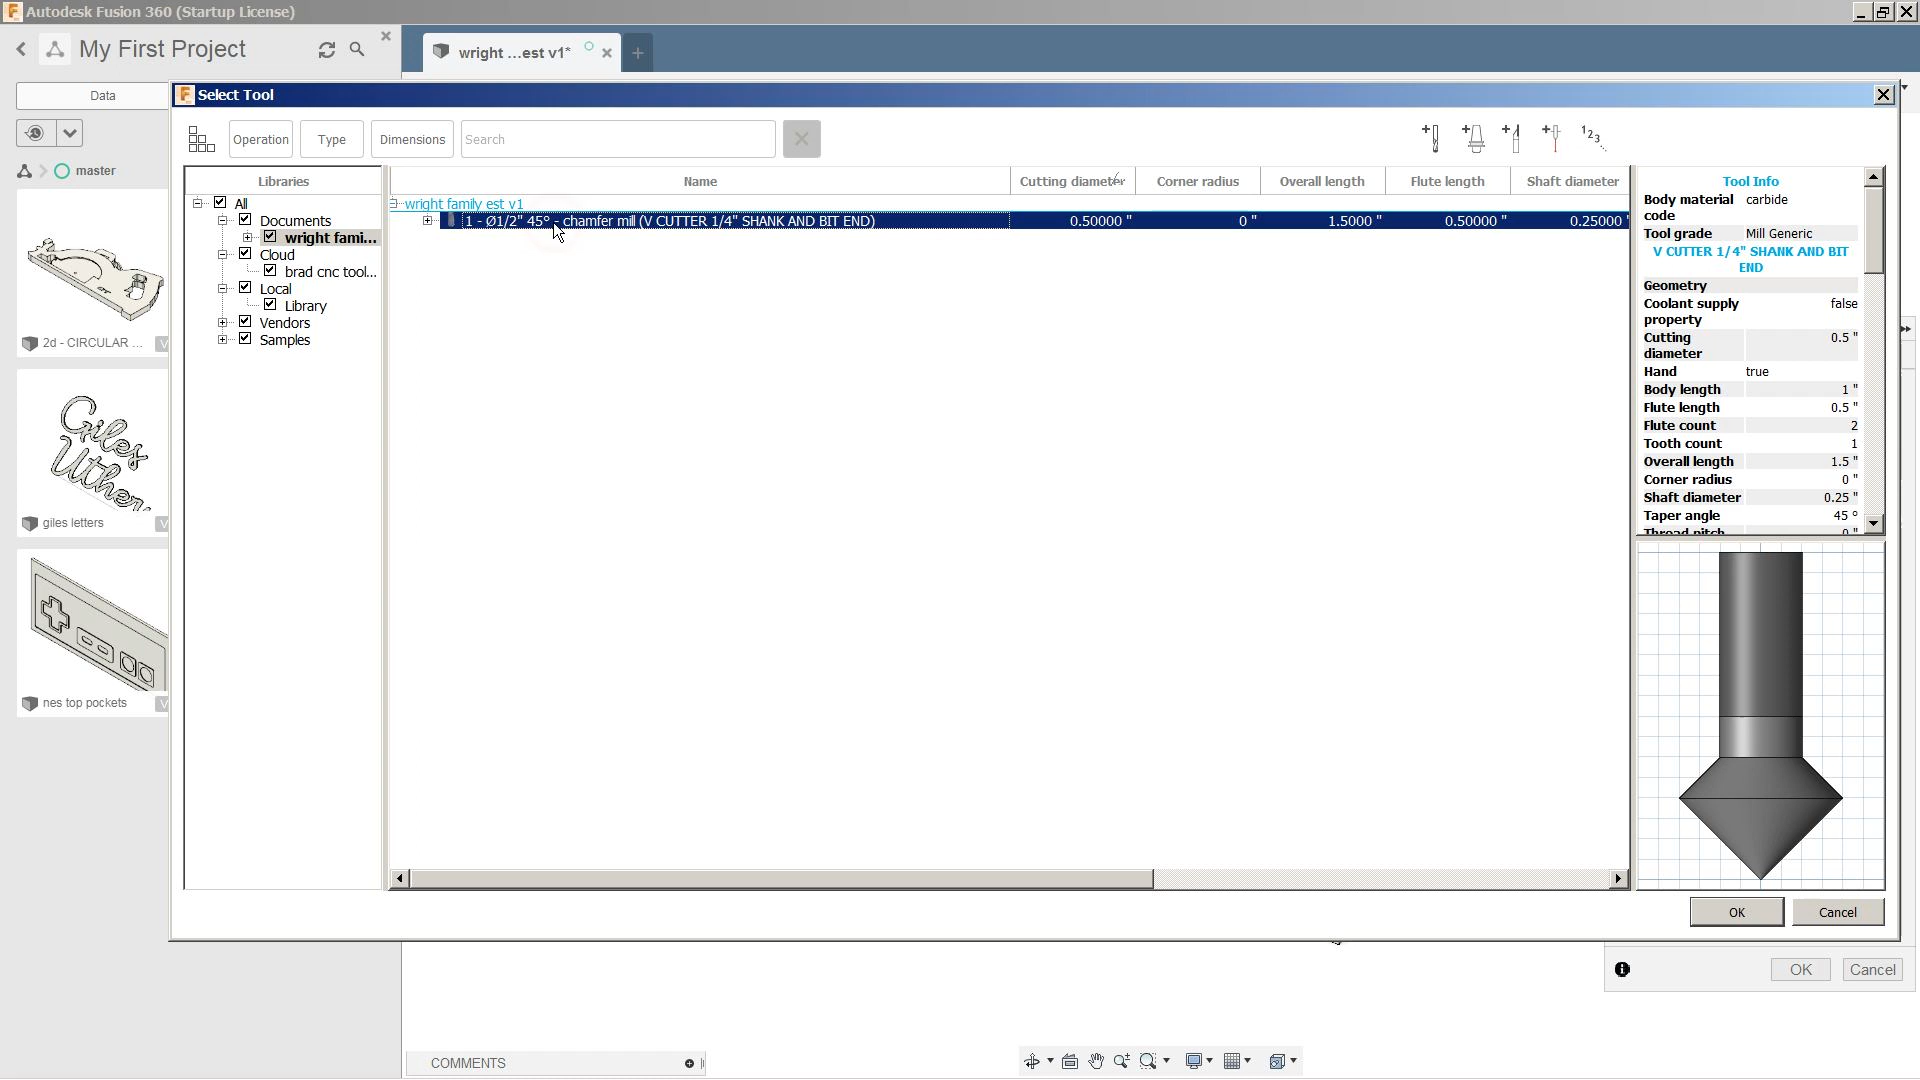 Autodesk Fusion 360 (Startup License)
My First Project
wright ...est v1*
Data
Select Tool
Operation
Type
Dimensions
Search
1 2 3 ..
master
Libraries
Name
Cutting diameter
Corner radius
Overall length
Flute length
Shaft diameter
Tool Info
All
Documents
wright fami...
Cloud
brad cnc tool...
Local
Library
Vendors
Samples
wright family est v1
1 - Ø1/2" 45° - chamfer mill (V CUTTER 1/4" SHANK AND BIT END)
0.50000 "
0 "
1.5000 "
0.50000 "
0.25000 "
Body material code carbide
Tool grade Mill Generic
V CUTTER 1/4" SHANK AND BIT END
Geometry
Coolant supply property false
Cutting diameter 0.5 "
Hand true
Body length 1 "
Flute length 0.5 "
Flute count 2
Tooth count 1
Overall length 1.5 "
Corner radius 0 "
Shaft diameter 0.25 "
Taper angle 45 °
Thread pitch 0 "
2d - CIRCULAR ... V
giles letters V
nes top pockets V
OK
Cancel
OK
Cancel
COMMENTS